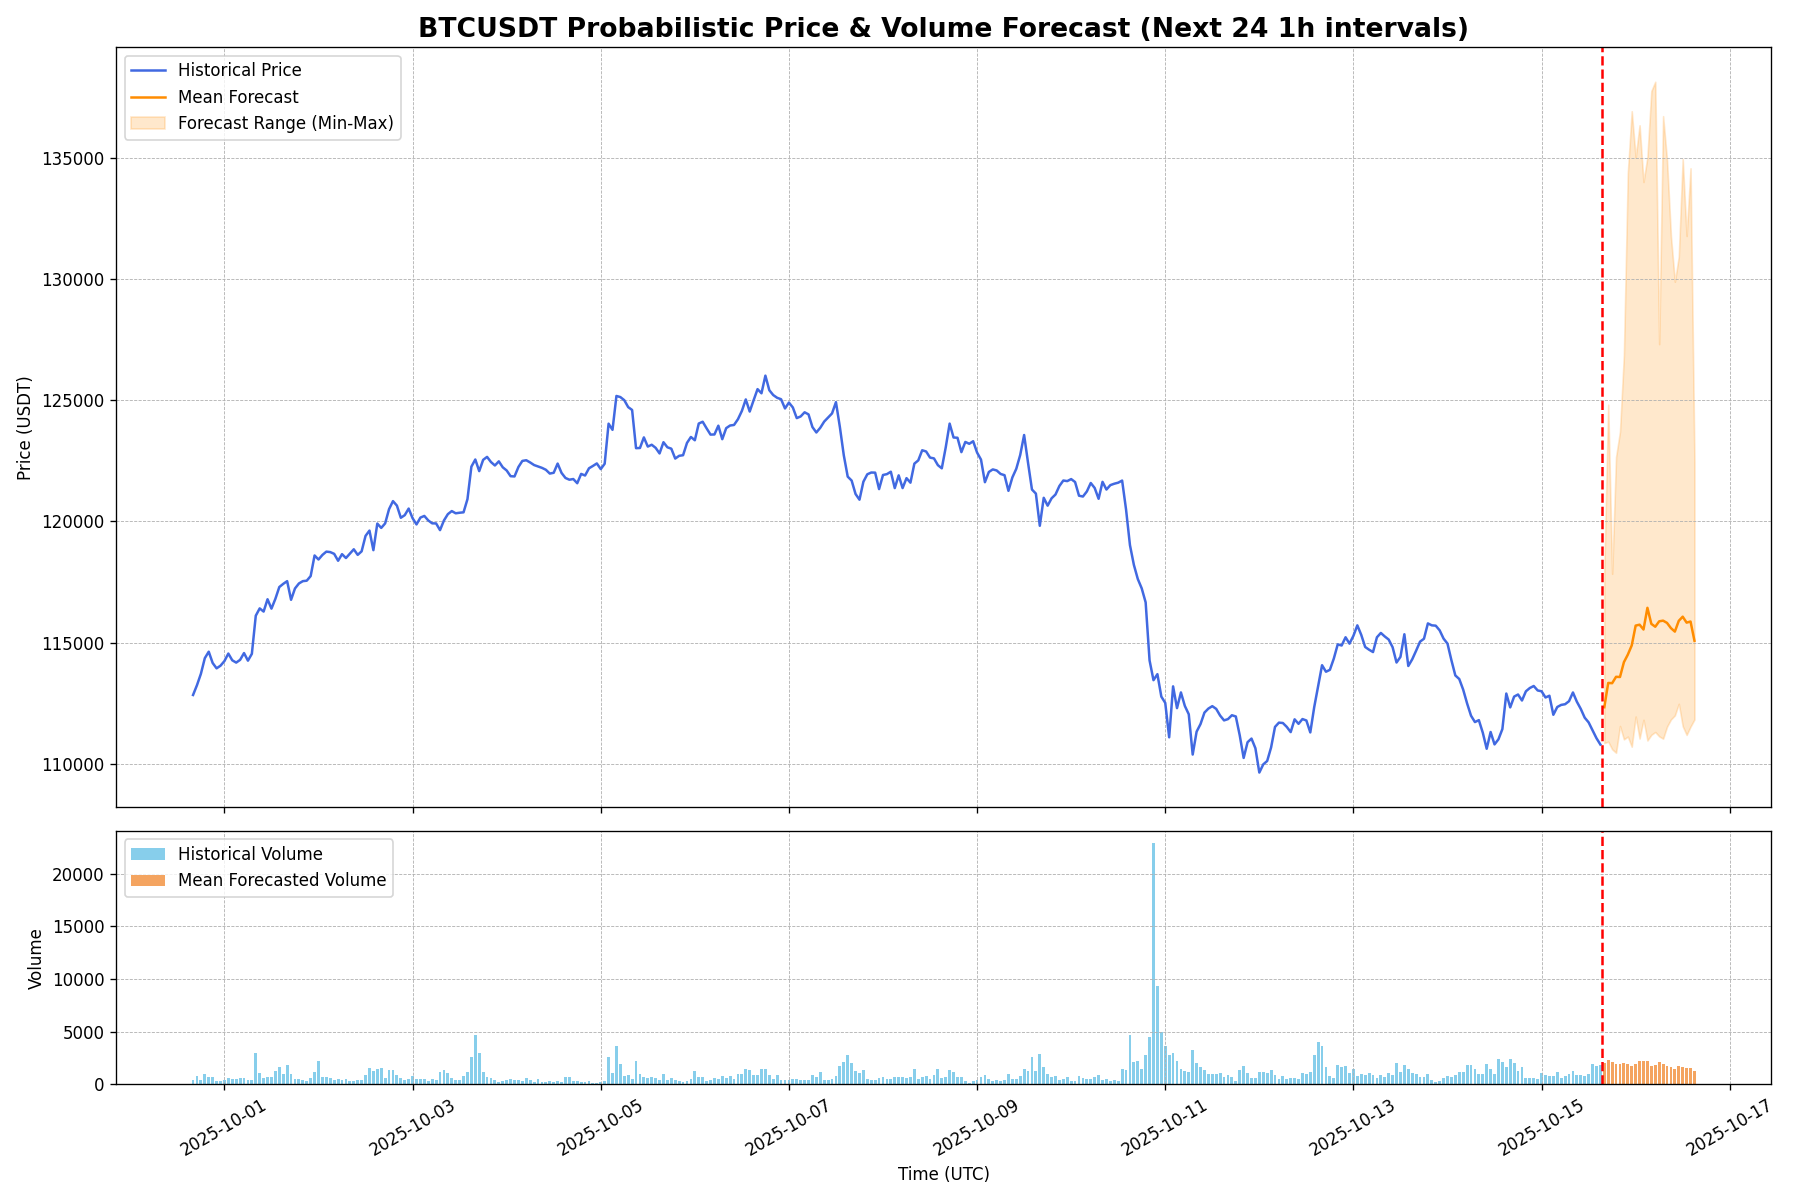 BTCUSDT Probabilistic Price & Volume Forecast (Next 24 1h intervals)
Historical Price
Mean Forecast
Forecast Range (Min-Max)
Price (USDT)
135000
130000
125000
120000
115000
110000
Historical Volume
Mean Forecasted Volume
Volume
20000
15000
10000
5000
0
2025-10-01
2025-10-03
2025-10-05
2025-10-07
2025-10-09
2025-10-11
2025-10-13
2025-10-15
2025-10-17
Time (UTC)